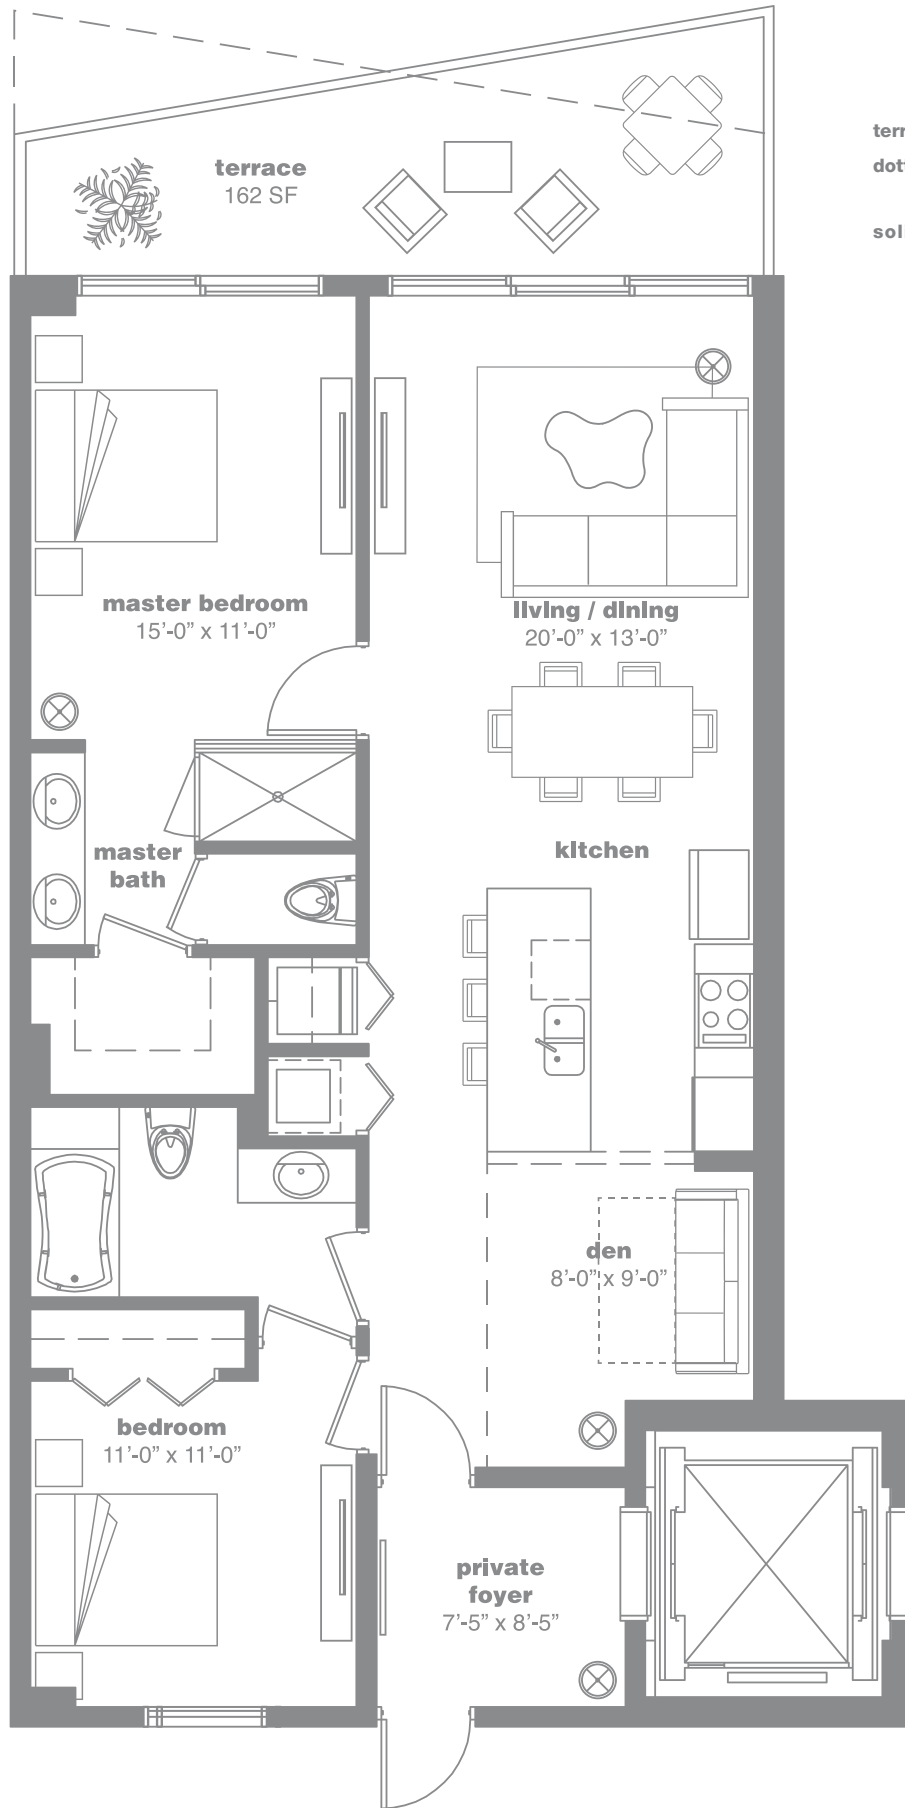 terrace
162 SF
master bedroom
15’-0” x 11’-0”
living / dining
20’-0” x 13’-0”
master
bath
kitchen
den
8’-0” x 9’-0”
bedroom
11’-0” x 11’-0”
private
foyer
7’-5” x 8’-5”